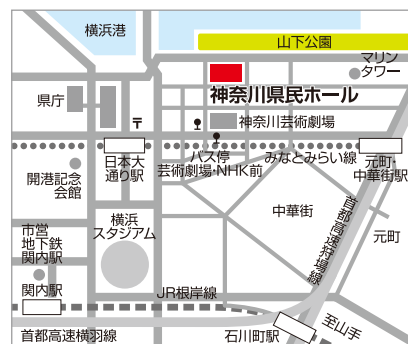 横浜港
山下公園
マリン
タワー
県庁
神奈川県民ホール
〒
神奈川芸術劇場
日本大
通り駅
バス停
芸術劇場・NHK前
みなとみらい線
元町・
中華街駅
開港記念
会館
横浜
スタジアム
中華街
首都高速狩場線
元町
市営
地下鉄
関内駅
関内駅
JR根岸線
首都高速横羽線
石川町駅
至山手